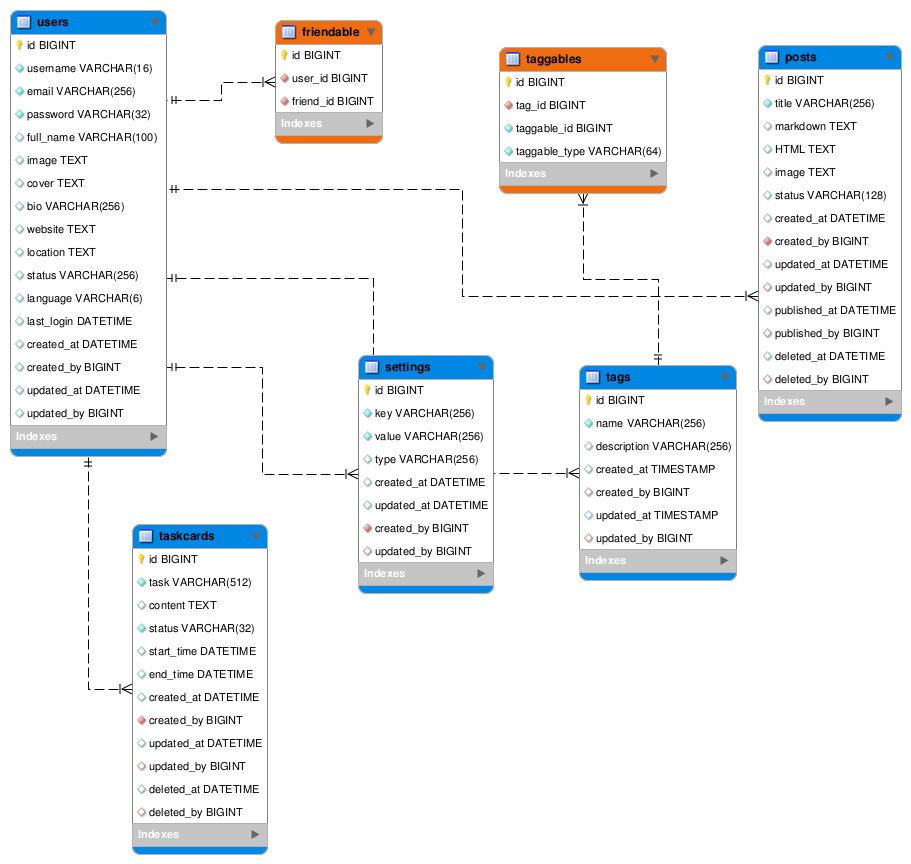 users
id BIGINT
username VARCHAR(16)
email VARCHAR(256)
password VARCHAR(32)
full_name VARCHAR(100)
image TEXT
cover TEXT
bio VARCHAR(256)
website TEXT
location TEXT
status VARCHAR(256)
language VARCHAR(6)
last_login DATETIME
created_at DATETIME
created_by BIGINT
updated_at DATETIME
updated_by BIGINT
Indexes
friendable
id BIGINT
user_id BIGINT
friend_id BIGINT
Indexes
taggables
id BIGINT
tag_id BIGINT
taggable_id BIGINT
taggable_type VARCHAR(64)
Indexes
posts
id BIGINT
title VARCHAR(256)
markdown TEXT
HTML TEXT
image TEXT
status VARCHAR(128)
created_at DATETIME
created_by BIGINT
updated_at DATETIME
updated_by BIGINT
published_at DATETIME
published_by BIGINT
deleted_at DATETIME
deleted_by BIGINT
Indexes
settings
id BIGINT
key VARCHAR(256)
value VARCHAR(256)
type VARCHAR(256)
created_at DATETIME
updated_at DATETIME
created_by BIGINT
updated_by BIGINT
Indexes
tags
id BIGINT
name VARCHAR(256)
description VARCHAR(256)
created_at TIMESTAMP
created_by BIGINT
updated_at TIMESTAMP
updated_by BIGINT
Indexes
taskcards
id BIGINT
task VARCHAR(512)
content TEXT
status VARCHAR(32)
start_time DATETIME
end_time DATETIME
created_at DATETIME
created_by BIGINT
updated_at DATETIME
updated_by BIGINT
deleted_at DATETIME
deleted_by BIGINT
Indexes